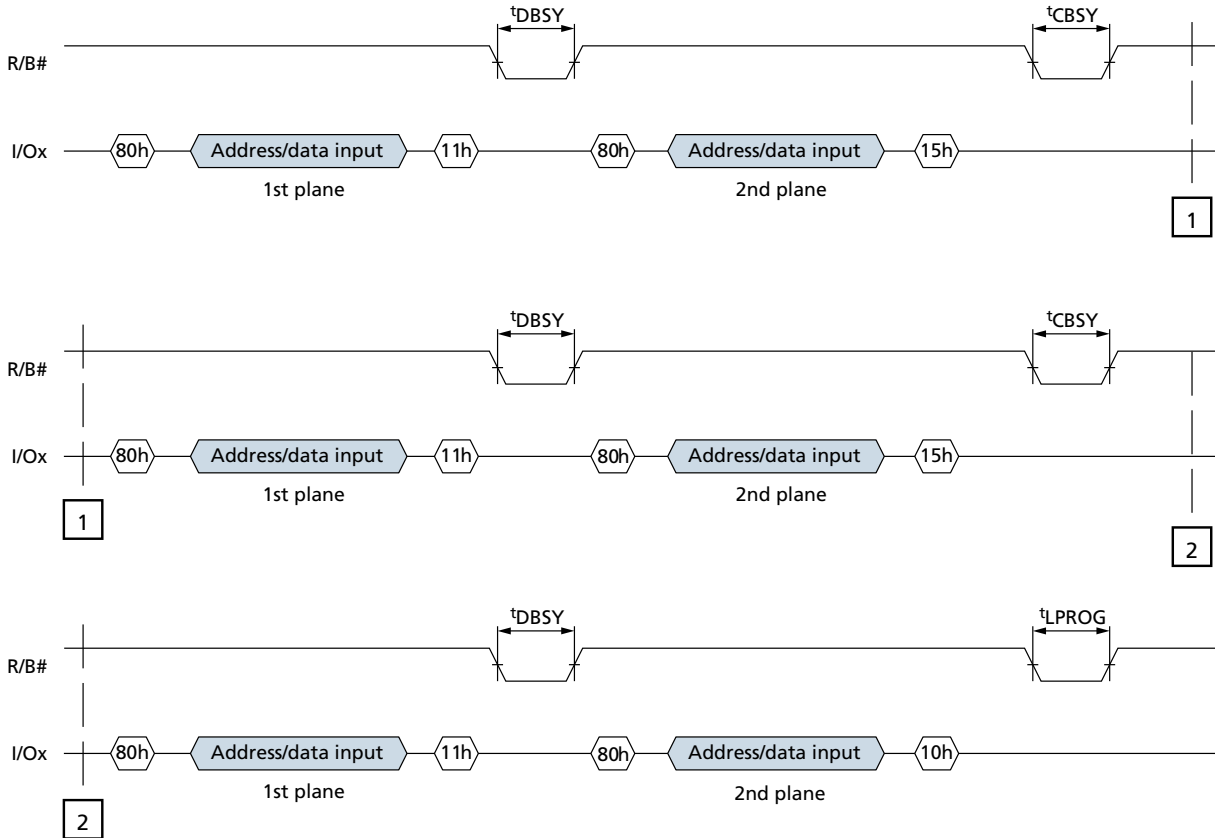 tDBSY tCBSY
R/B#
I/Ox 80h Address/data input 11h 80h Address/data input 15h
1st plane 2nd plane
1
tDBSY tCBSY
R/B#
I/Ox 80h Address/data input 11h 80h Address/data input 15h
1st plane 2nd plane
1
2
tDBSY tLPROG
R/B#
I/Ox 80h Address/data input 11h 80h Address/data input 10h
1st plane 2nd plane
2